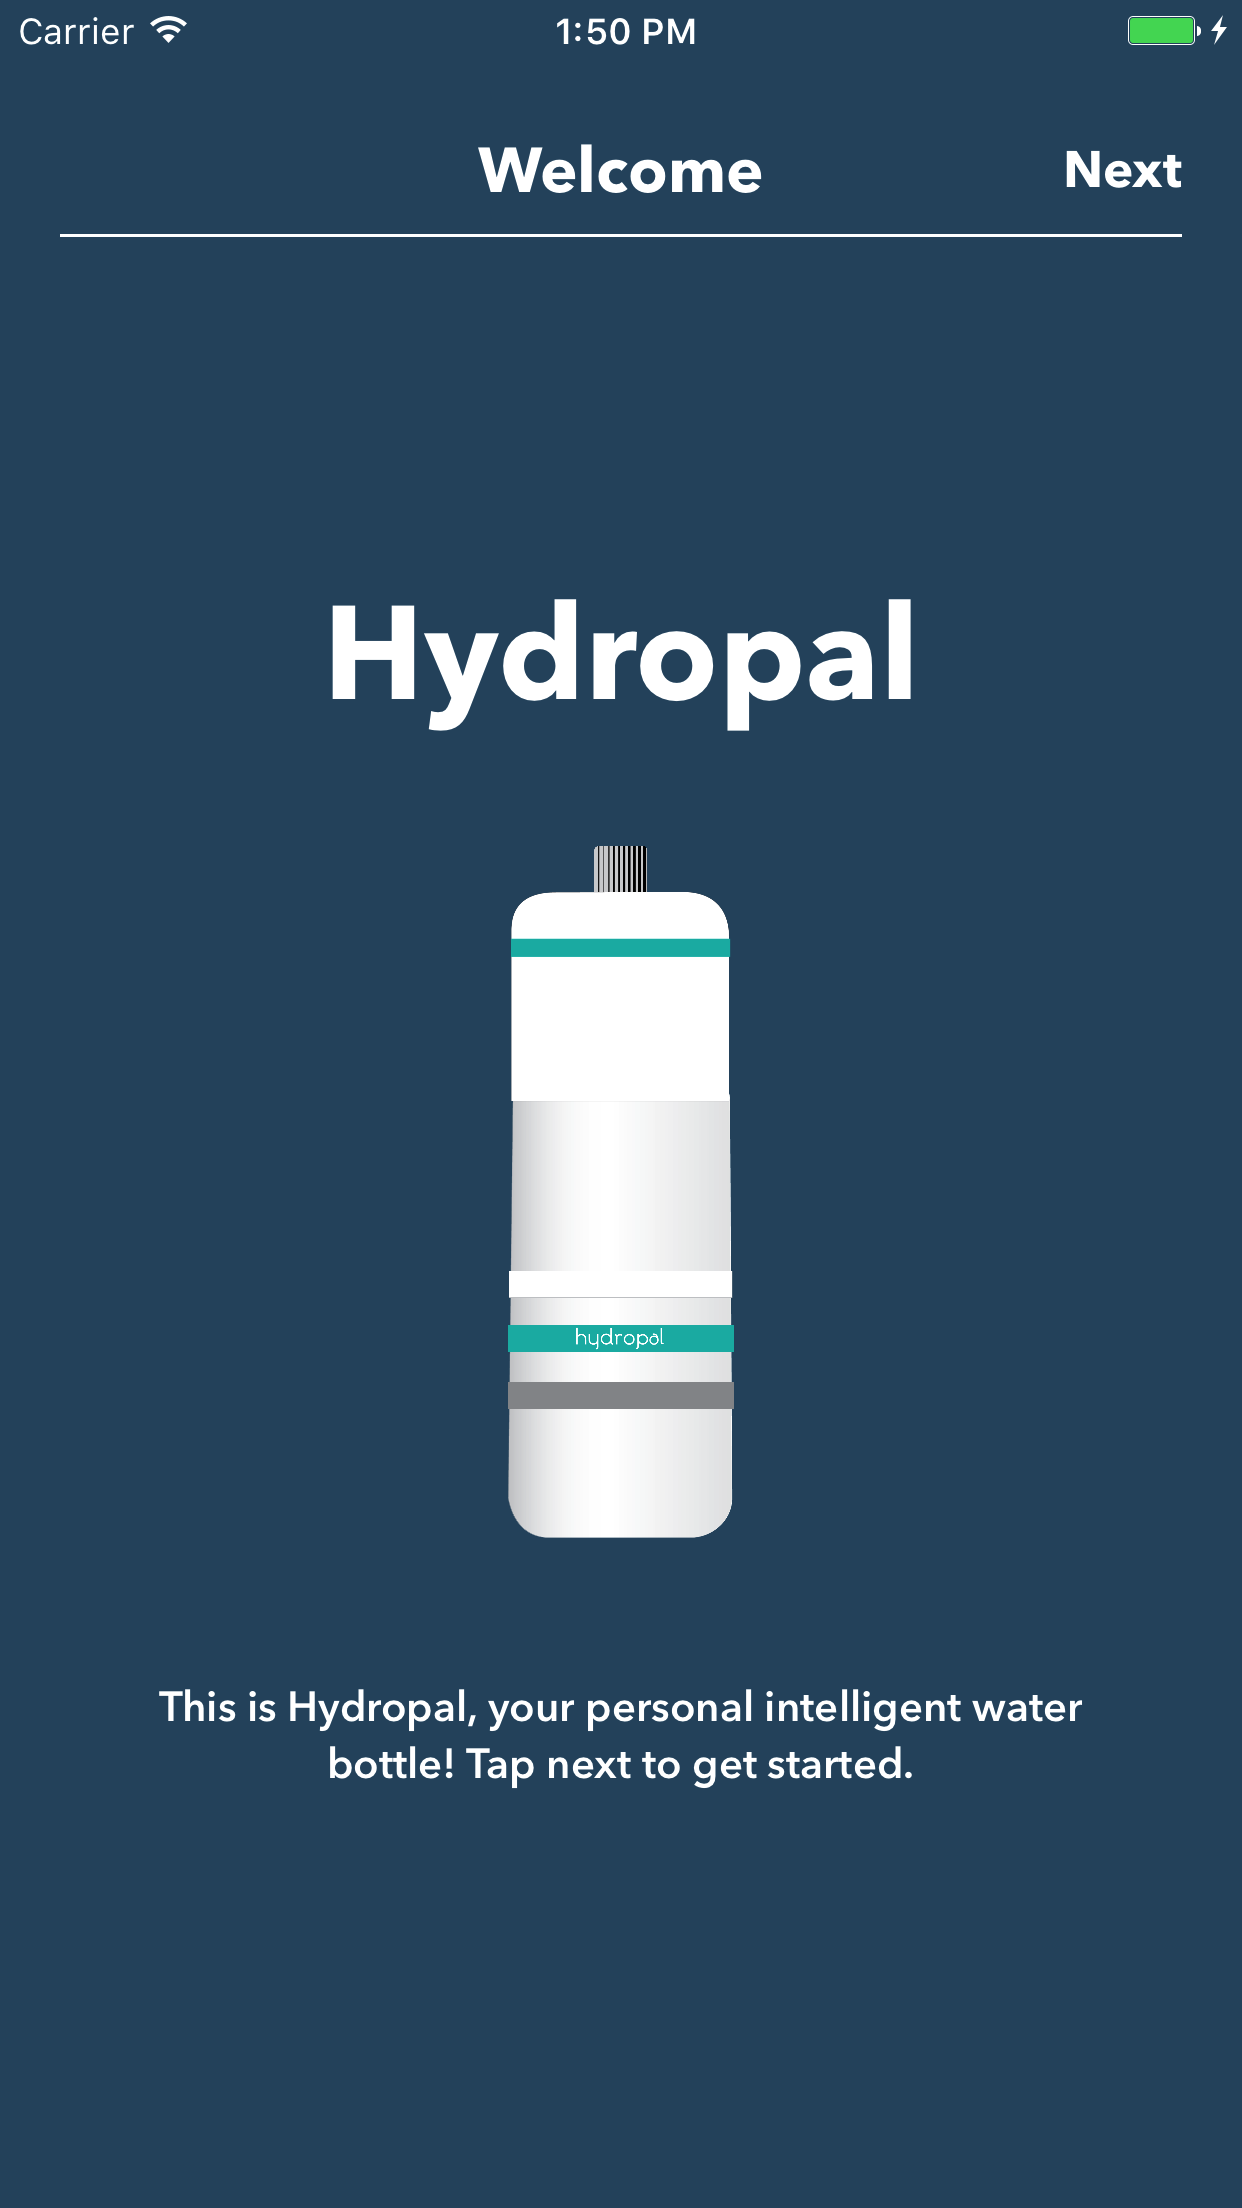 Carrier 1:50 PM
Welcome Next
Hydropal
hydropal
This is Hydropal, your personal intelligent water
bottle! Tap next to get started.